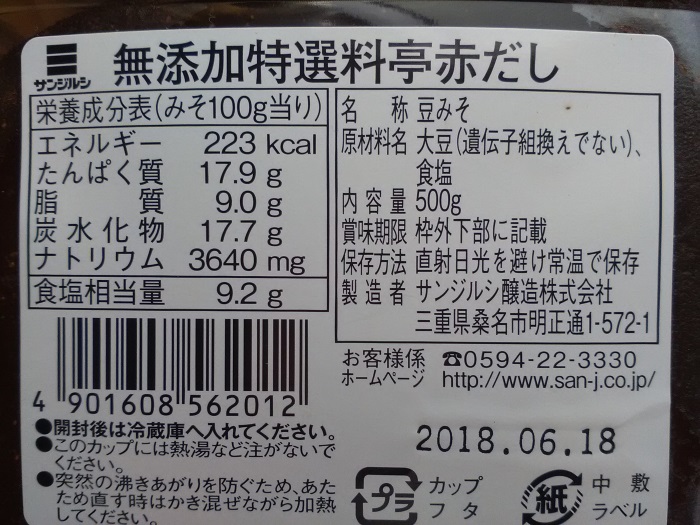 サンジルシ 無添加特選料亭赤だし
栄養成分表(みそ100g当り)
エネルギー 223 kcal
たんぱく質 17.9 g
脂質 9.0 g
炭水化物 17.7 g
ナトリウム 3640 mg
食塩相当量 9.2 g
名称 豆みそ
原材料名 大豆(遺伝子組換えでない)、
食塩
内容量 500g
賞味期限 枠外下部に記載
保存方法 直射日光を避け常温で保存
製造者 サンジルシ醸造株式会社
三重県桑名市明正通1-572-1
お客様係 ☎0594-22-3330
ホームページ http://www.san-j.co.jp/
4 901608 562012
●開封後は冷蔵庫へ入れてください。
●このカップには熱湯など注がないで
ください。
●突然の沸きあがりを防ぐため、あた
ため直す時はかき混ぜながら加熱
してください。
2018.06.18
プラ カップ
フタ
紙 中敷
ラベル